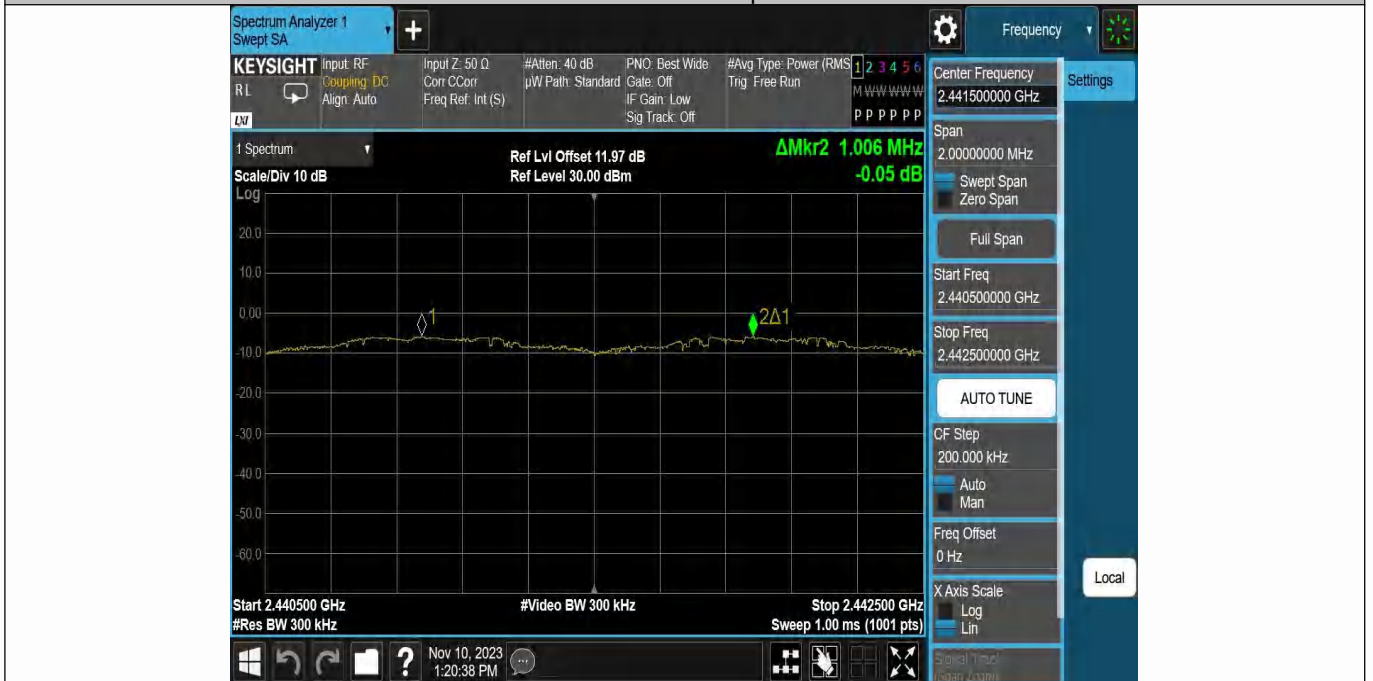 Spectrum Analyzer 1
Swept SA
+
Frequency
KEYSIGHT
RL
LXI
Input: RF
Coupling: DC
Align: Auto
Input Z: 50 Ω
Corr CCorr
Freq Ref: Int (S)
#Atten: 40 dB
µW Path: Standard
PNO: Best Wide
Gate: Off
IF Gain: Low
Sig Track: Off
#Avg Type: Power (RMS
Trig: Free Run
1 2 3 4 5 6
M W W W W W
P P P P P P
1 Spectrum
Scale/Div 10 dB
Log
Ref Lvl Offset 11.97 dB
Ref Level 30.00 dBm
ΔMkr2 1.006 MHz
-0.05 dB
20.0
10.0
0.00
-10.0
-20.0
-30.0
-40.0
-50.0
-60.0
1
2Δ1
Start 2.440500 GHz
#Res BW 300 kHz
#Video BW 300 kHz
Stop 2.442500 GHz
Sweep 1.00 ms (1001 pts)
Nov 10, 2023
1:20:38 PM
Center Frequency
2.441500000 GHz
Settings
Span
2.00000000 MHz
Swept Span
Zero Span
Full Span
Start Freq
2.440500000 GHz
Stop Freq
2.442500000 GHz
AUTO TUNE
CF Step
200.000 kHz
Auto
Man
Freq Offset
0 Hz
X Axis Scale
Log
Lin
Local
Signal Track
(Span Zoom)